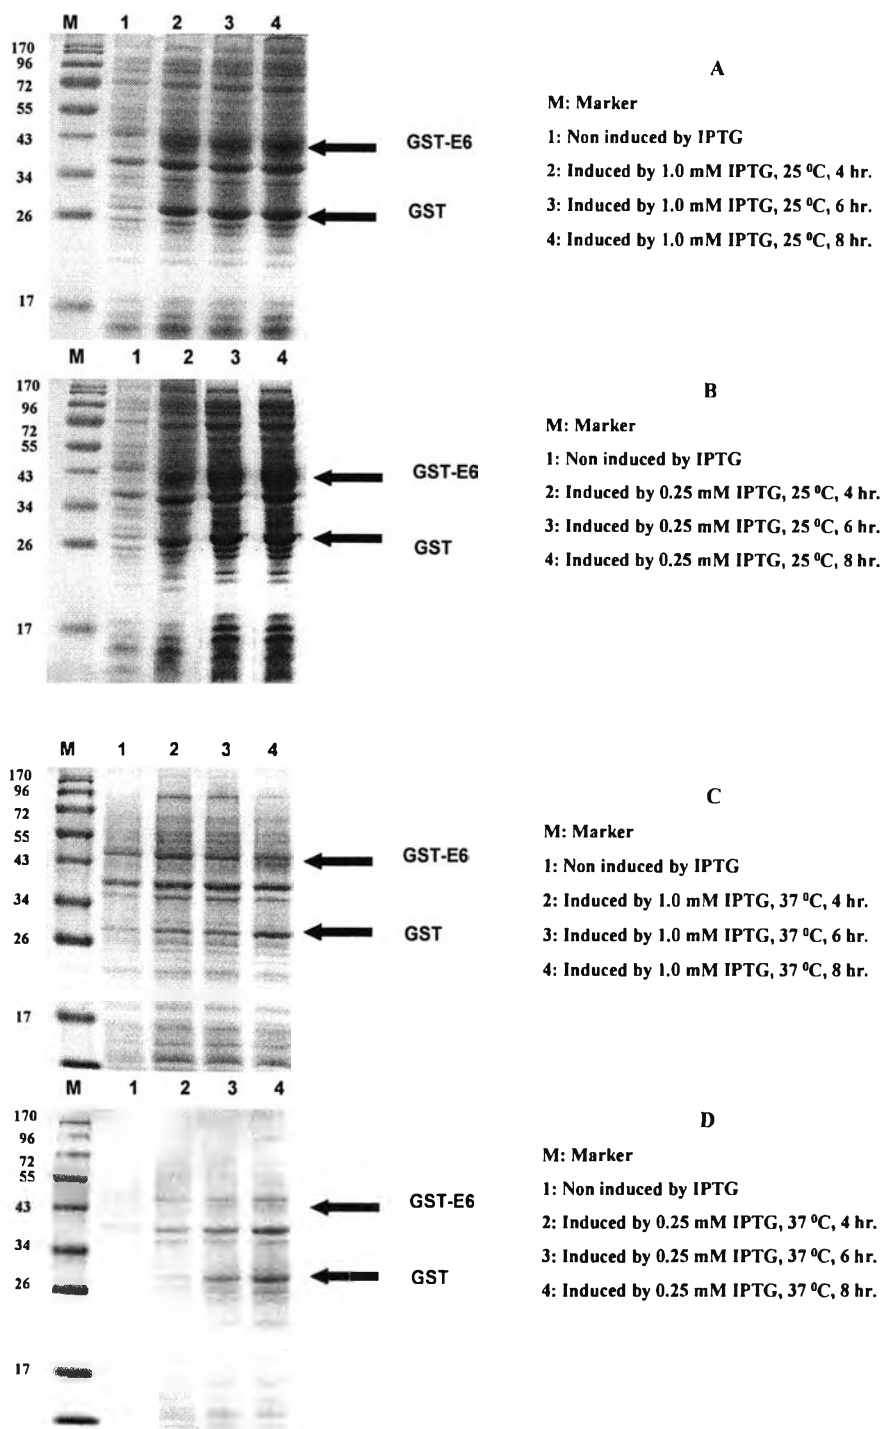 M 1 2 3 4
170
96
72
55
43
34
26
17
GST-E6
GST
A
M: Marker
1: Non induced by IPTG
2: Induced by 1.0 mM IPTG, 25 ⁰C, 4 hr.
3: Induced by 1.0 mM IPTG, 25 ⁰C, 6 hr.
4: Induced by 1.0 mM IPTG, 25 ⁰C, 8 hr.
M 1 2 3 4
170
96
72
55
43
34
26
17
GST-E6
GST
B
M: Marker
1: Non induced by IPTG
2: Induced by 0.25 mM IPTG, 25 ⁰C, 4 hr.
3: Induced by 0.25 mM IPTG, 25 ⁰C, 6 hr.
4: Induced by 0.25 mM IPTG, 25 ⁰C, 8 hr.
M 1 2 3 4
170
96
72
55
43
34
26
17
GST-E6
GST
C
M: Marker
1: Non induced by IPTG
2: Induced by 1.0 mM IPTG, 37 ⁰C, 4 hr.
3: Induced by 1.0 mM IPTG, 37 ⁰C, 6 hr.
4: Induced by 1.0 mM IPTG, 37 ⁰C, 8 hr.
M 1 2 3 4
170
96
72
55
43
34
26
17
GST-E6
GST
D
M: Marker
1: Non induced by IPTG
2: Induced by 0.25 mM IPTG, 37 ⁰C, 4 hr.
3: Induced by 0.25 mM IPTG, 37 ⁰C, 6 hr.
4: Induced by 0.25 mM IPTG, 37 ⁰C, 8 hr.